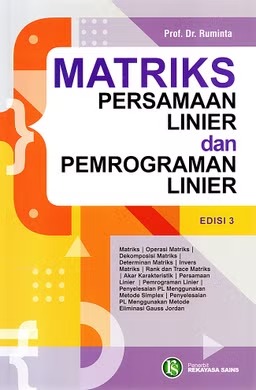 Prof. Dr. Ruminta
MATRIKS
PERSAMAAN
LINIER
dan
PEMROGRAMAN
LINIER
EDISI 3
Matriks | Operasi Matriks |
Dekomposisi Matriks |
Determinan Matriks | Invers
Matriks | Rank dan Trace Matriks
| Akar Karakteristik | Persamaan
Linier | Pemrograman Linier |
Penyelesaian PL Menggunakan
Metode Simplex | Penyelesaian
PL Menggunakan Metode
Eliminasi Gauss Jordan
Penerbit
REKAYASA SAINS